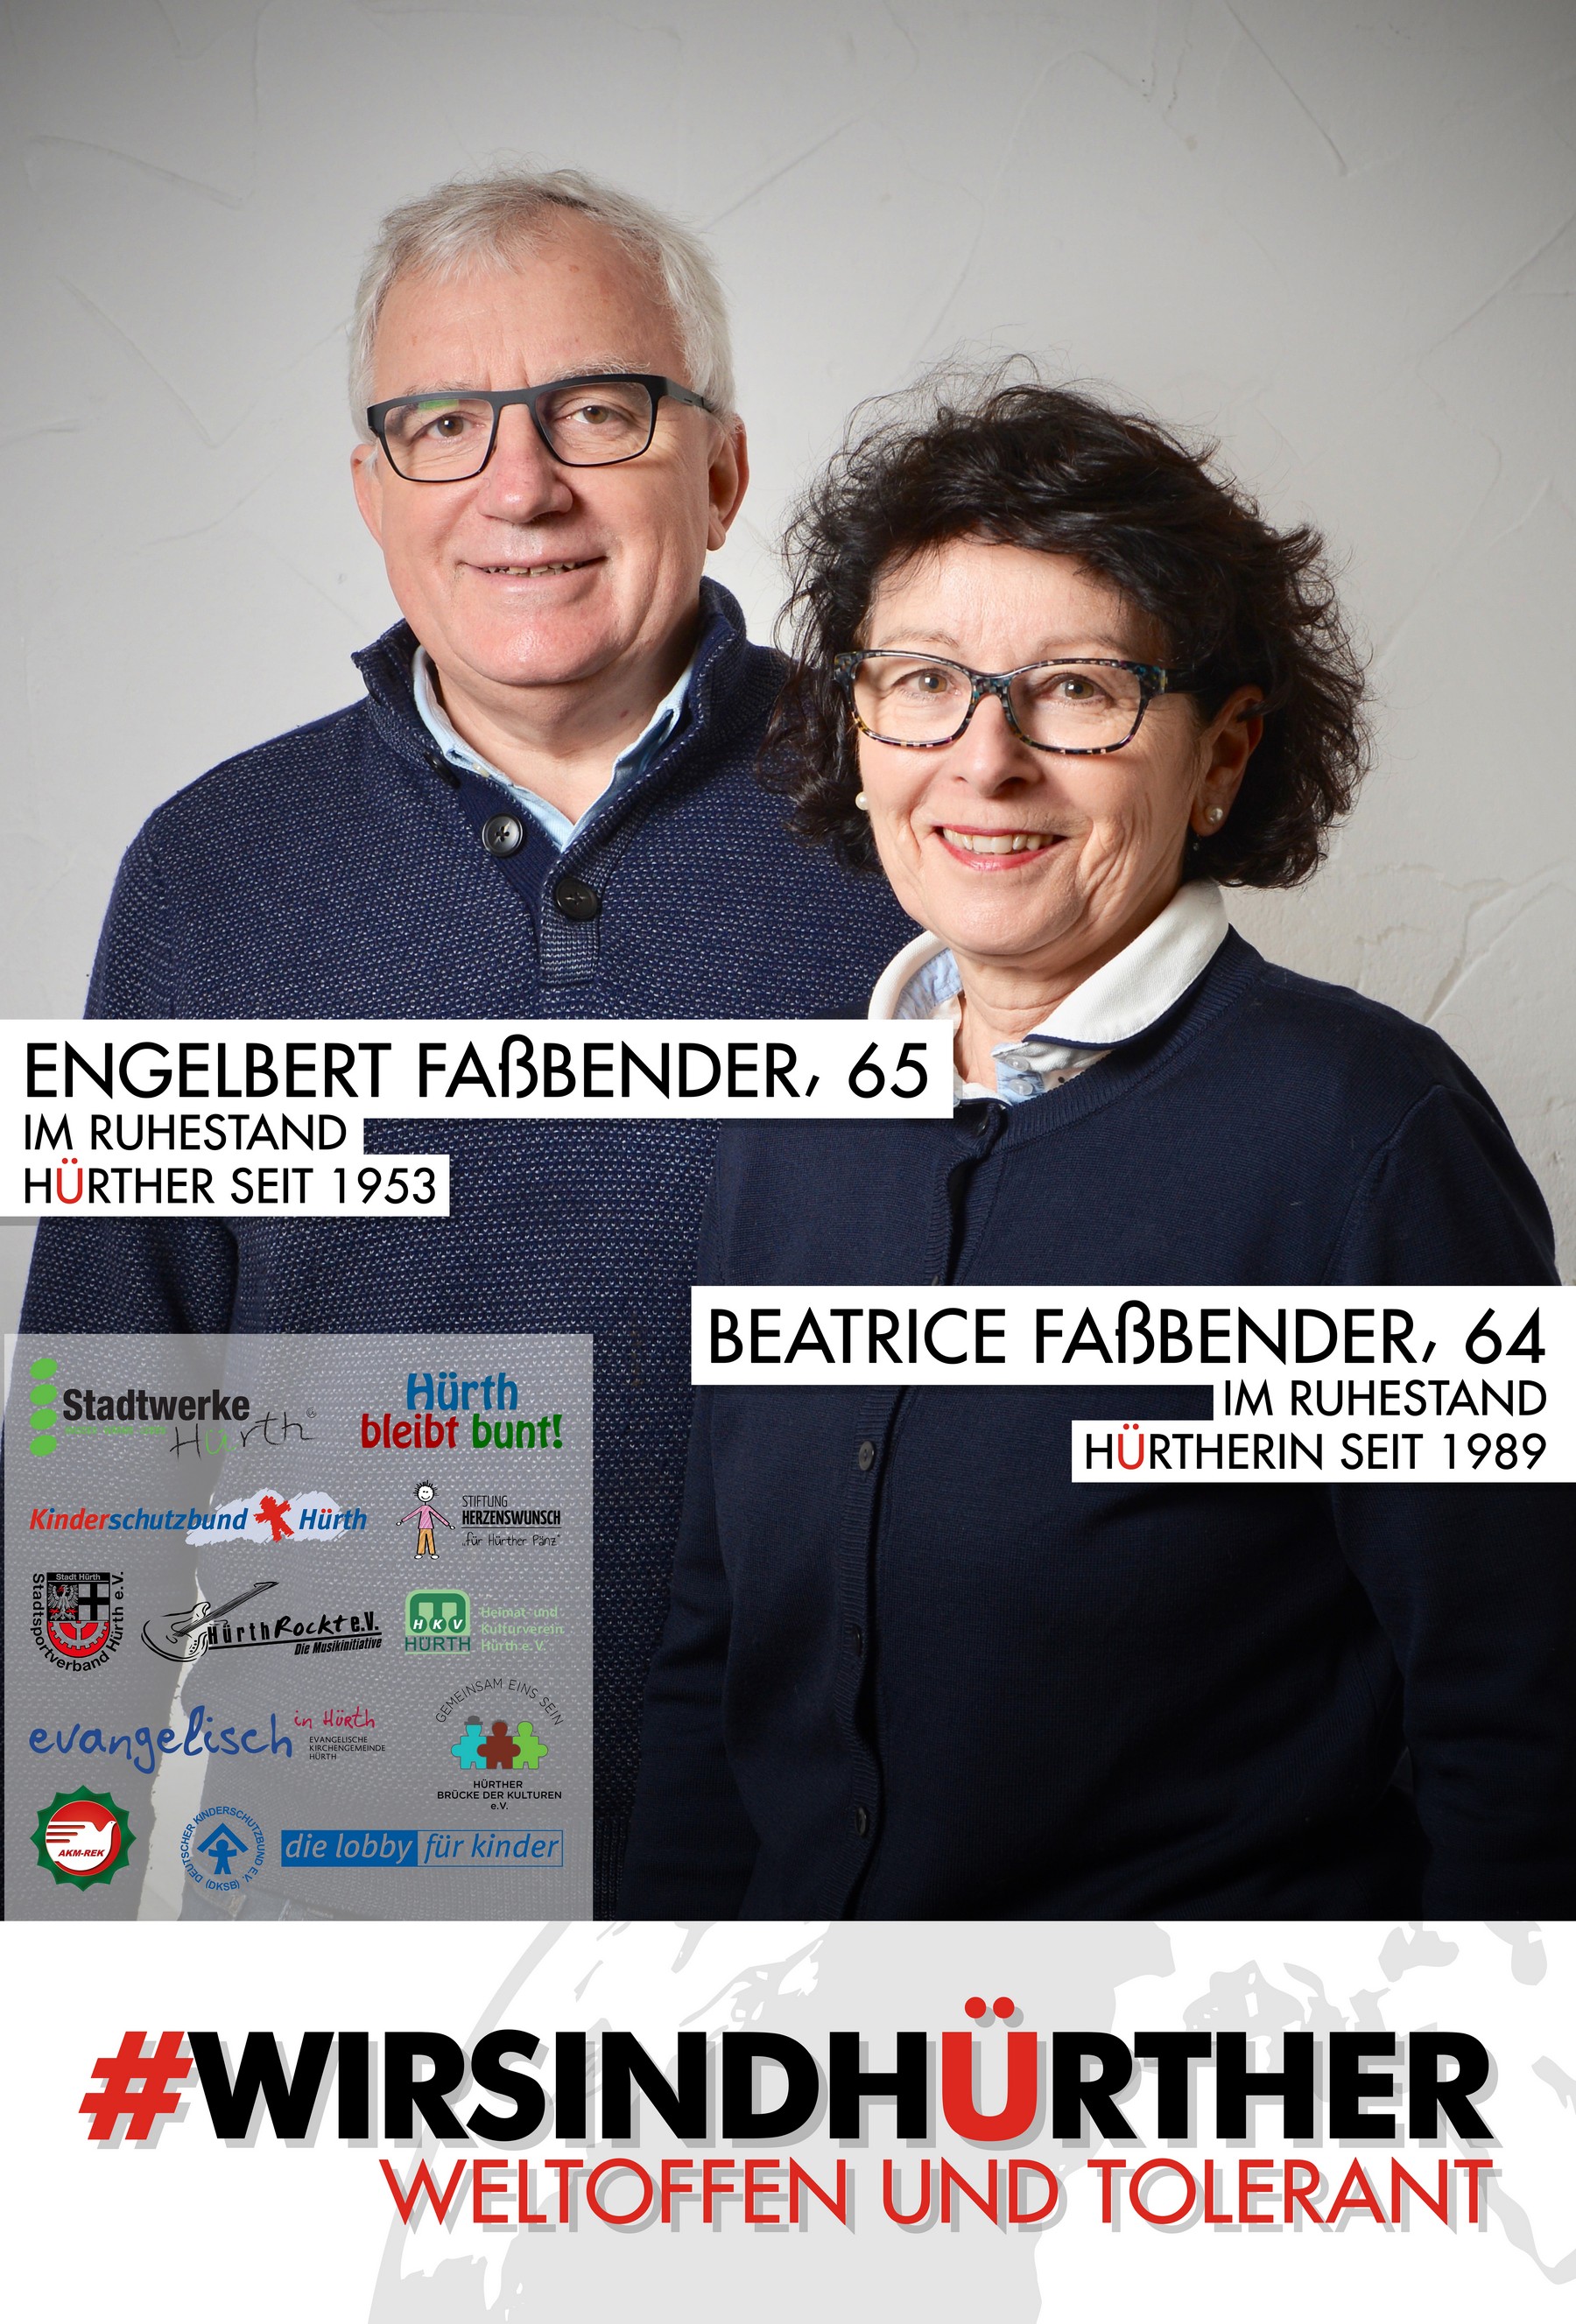 ENGELBERT FAßBENDER, 65
IM RUHESTAND
HÜRTHER SEIT 1953
BEATRICE FAßBENDER, 64
IM RUHESTAND
HÜRTHERIN SEIT 1989
Stadtwerke
Hürth
Hürth
bleibt bunt!
Kinderschutzbund Hürth
STIFTUNG
HERZENSWUNSCH
„für Hürther Pänz"
Stadt Hürth
Stadtsportverband Hürth e.V.
HürthRockt e.V.
Die Musikinitiative
HKV
HÜRTH
Heimat- und
Kulturverein
Hürth e. V.
evangelisch in Hürth
EVANGELISCHE
KIRCHENGEMEINDE
HÜRTH
GEMEINSAM EINS SEIN
HÜRTHER
BRÜCKE DER KULTUREN
e.V.
AKM-REK
DEUTSCHER KINDERSCHUTZBUND E.V.
(DKSB)
die lobby für kinder
#WIRSINDHÜRTHER
WELTOFFEN UND TOLERANT